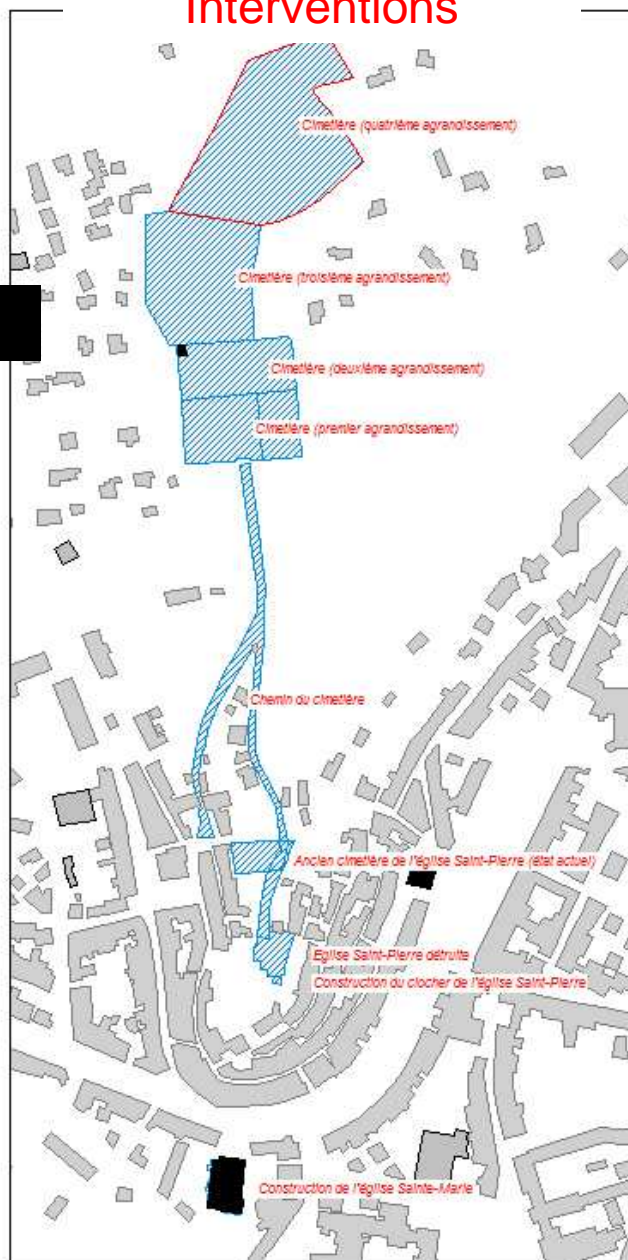 Interventions
Cimetière (quatrième agrandissement)
Cimetière (troisième agrandissement)
Cimetière (deuxième agrandissement)
Cimetière (premier agrandissement)
Chemin du cimetière
Ancien cimetière de l'église Saint-Pierre (état actuel)
Eglise Saint-Pierre détruite
Construction du clocher de l'église Saint-Pierre
Construction de l'église Sainte-Marie